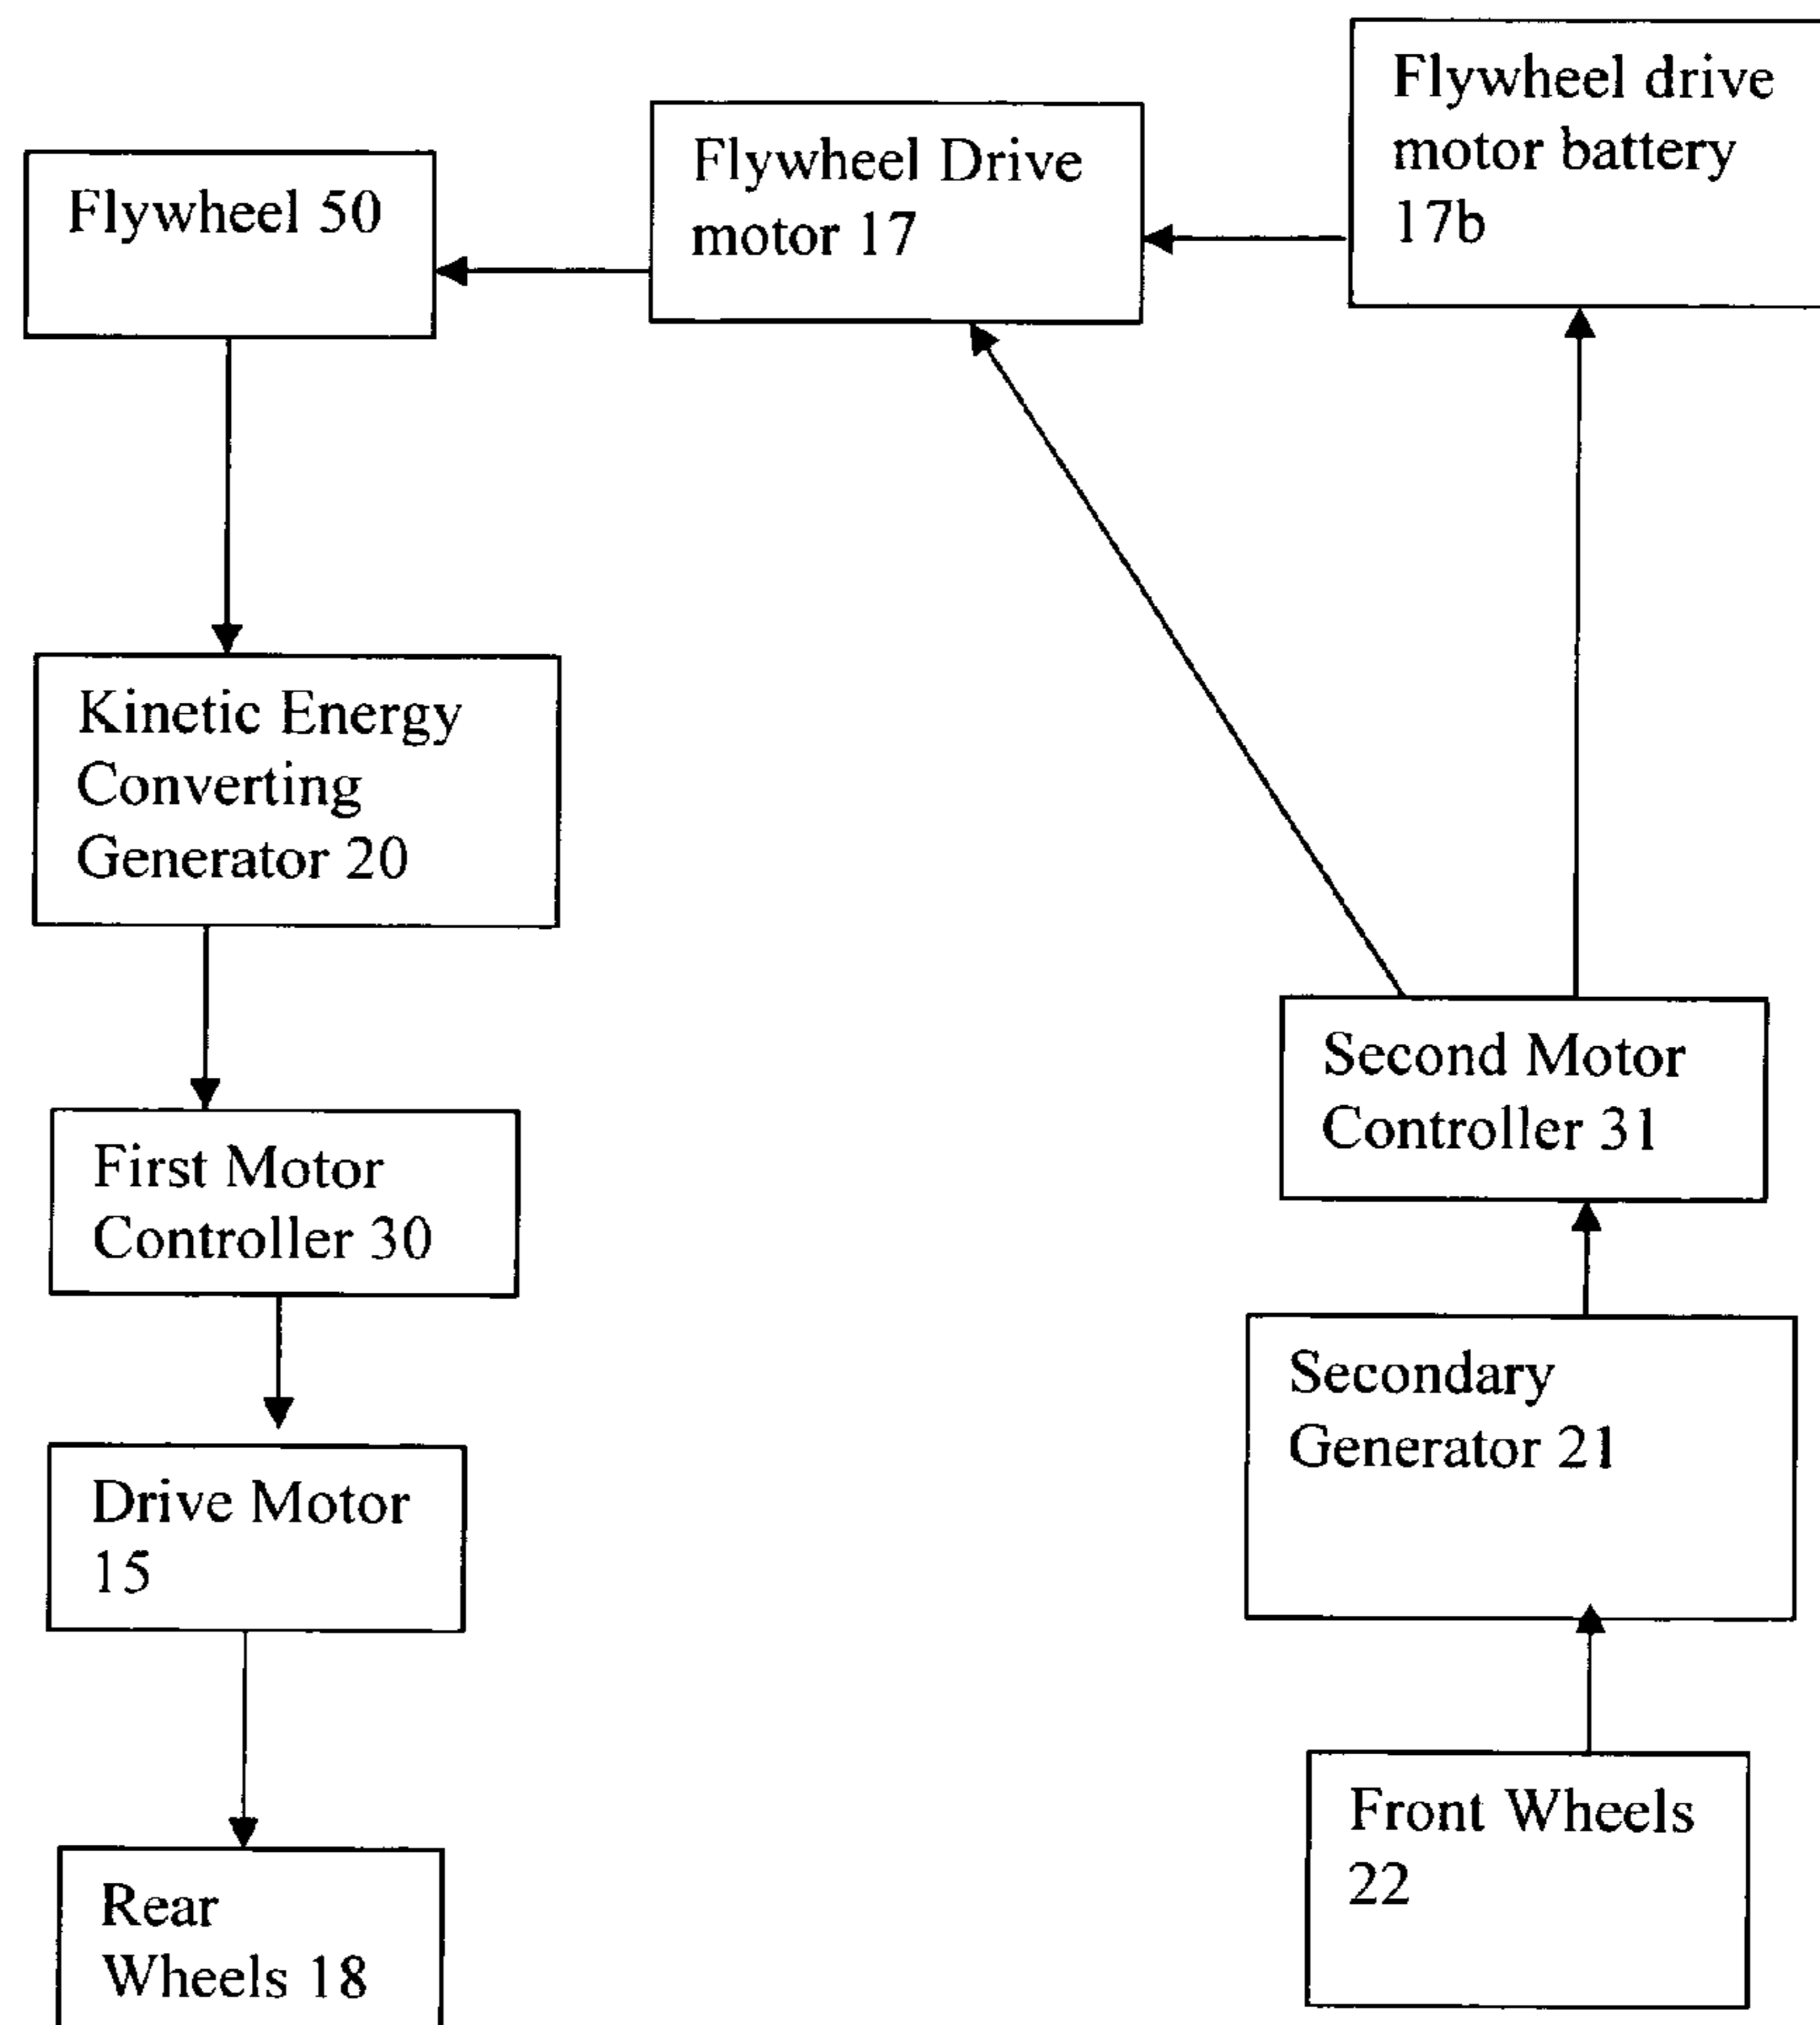 Flywheel drive
motor battery
17b
Flywheel Drive
motor 17
Flywheel 50
Kinetic Energy
Converting
Generator 20
First Motor
Controller 30
Drive Motor
15
Rear
Wheels 18
Second Motor
Controller 31
Secondary
Generator 21
Front Wheels
22